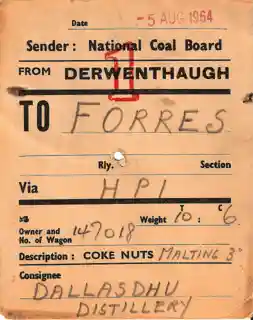 Date -5 AUG 1964
Sender: National Coal Board
FROM DERWENTHAUGH
1
TO FORRES
Rly. Section
Via HPI
T C
Weight 10 : 6
Owner and
No. of Wagon 147018
Description: COKE NUTS MALTING 3"
Consignee
DALLASDHU
DISTILLERY